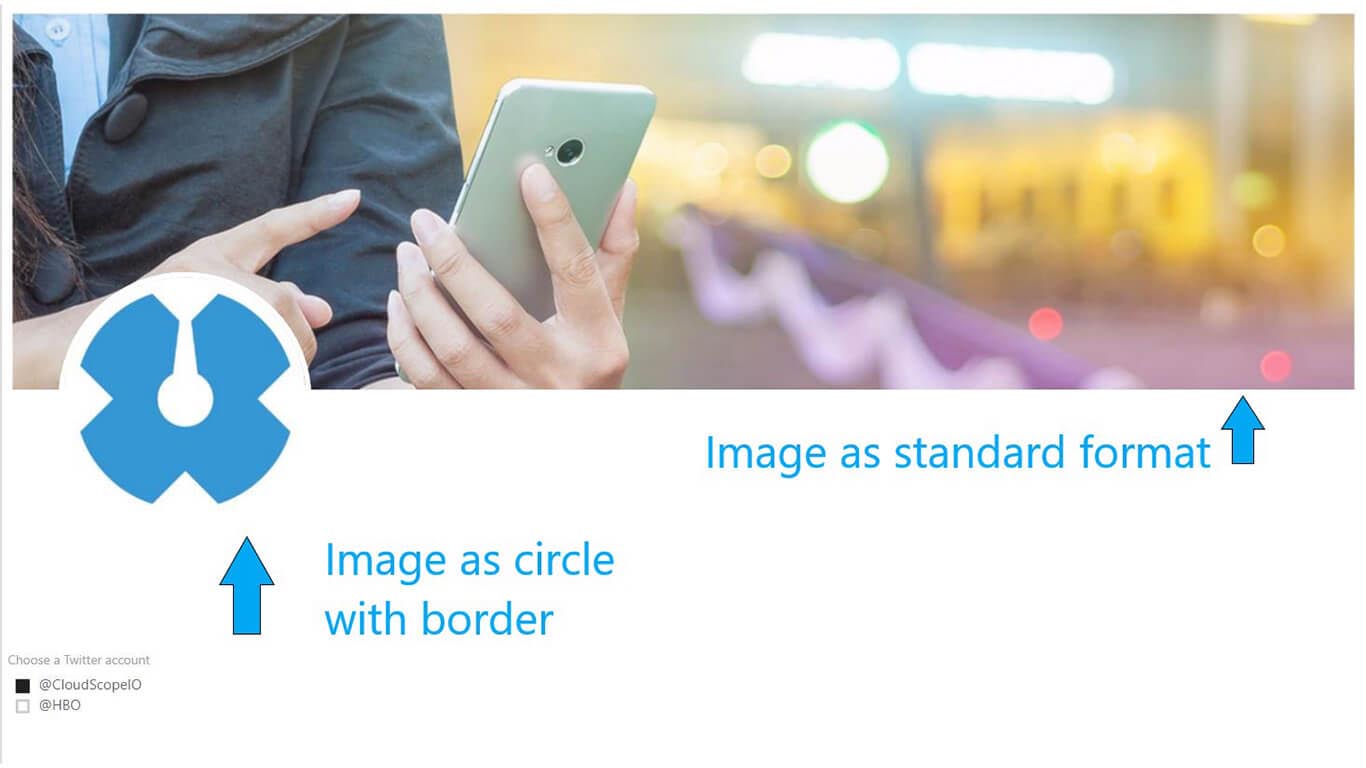 Image as standard format
Image as circle
with border
Choose a Twitter account
@CloudScopeIO
@HBO